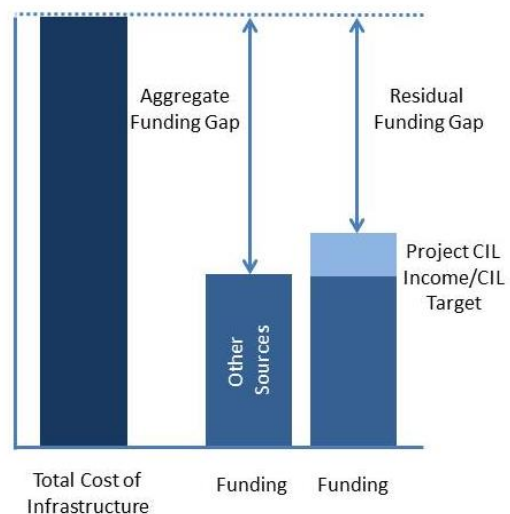 Aggregate
Funding Gap
Residual
Funding Gap
Project CIL
Income/CIL
Target
Other
Sources
Total Cost of
Infrastructure
Funding
Funding